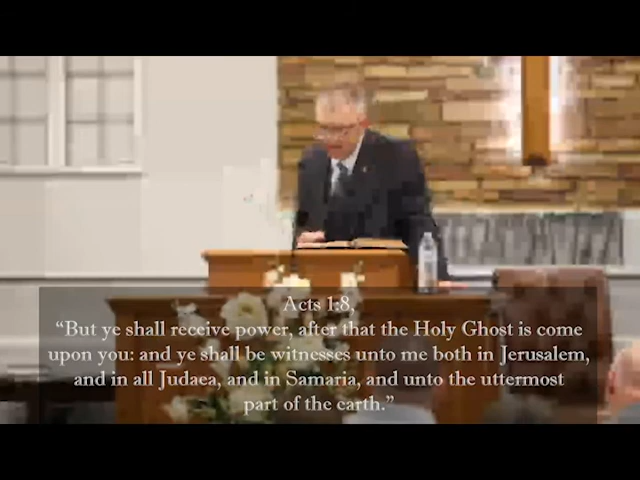 Acts 1:8,
“But ye shall receive power, after that the Holy Ghost is come
upon you: and ye shall be witnesses unto me both in Jerusalem,
and in all Judaea, and in Samaria, and unto the uttermost
part of the earth.”